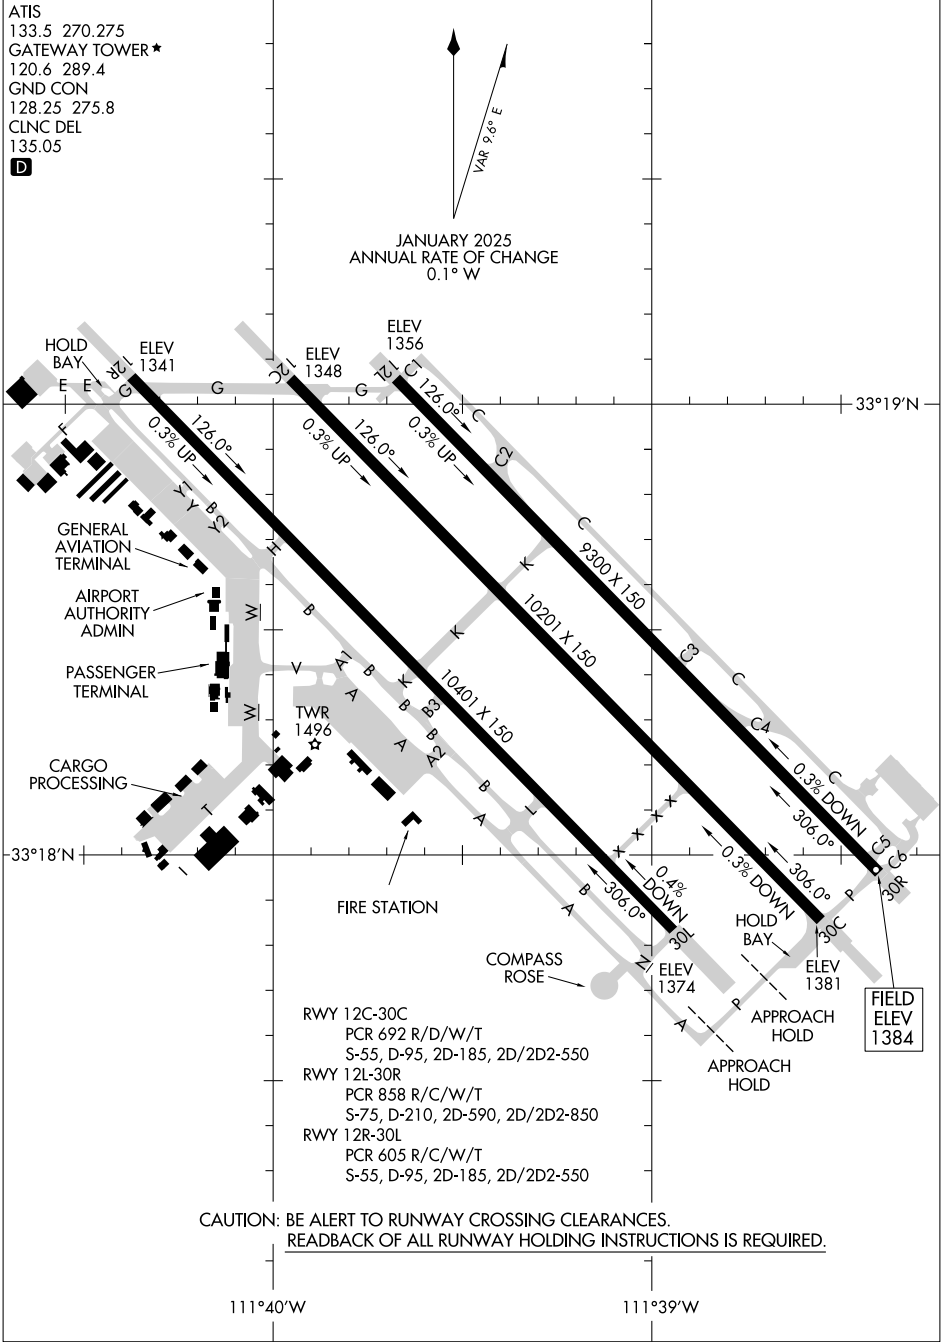 ATIS
133.5 270.275
GATEWAY TOWER★
120.6 289.4
GND CON
128.25 275.8
CLNC DEL
135.05
D
VAR 9.6° E
JANUARY 2025
ANNUAL RATE OF CHANGE
0.1° W
HOLD
BAY
ELEV
1341
ELEV
1348
ELEV
1356
12R
12C
12L
C1
E
E
G
G
G
F
C
33°19'N
126.0°
0.3% UP
126.0°
0.3% UP
126.0°
0.3% UP
C2
Y1
Y
B
Y2
H
C
K
GENERAL
AVIATION
TERMINAL
AIRPORT
AUTHORITY
ADMIN
PASSENGER
TERMINAL
W
W
B
K
9300 X 150
10201 X 150
10401 X 150
C3
C
V
A1
B
A
K
B
B3
B
TWR
1496
A
A2
C4
C
CARGO
PROCESSING
T
B
A
L
X X X X
0.3% DOWN
306.0°
C5
C6
30R
33°18'N
FIRE STATION
0.4%
DOWN
306.0°
0.3% DOWN
306.0°
B
A
P
HOLD
BAY
30C
30L
COMPASS
ROSE
N
ELEV
1374
ELEV
1381
FIELD
ELEV
1384
P
A
APPROACH
HOLD
APPROACH
HOLD
RWY 12C-30C
PCR 692 R/D/W/T
S-55, D-95, 2D-185, 2D/2D2-550
RWY 12L-30R
PCR 858 R/C/W/T
S-75, D-210, 2D-590, 2D/2D2-850
RWY 12R-30L
PCR 605 R/C/W/T
S-55, D-95, 2D-185, 2D/2D2-550
CAUTION: BE ALERT TO RUNWAY CROSSING CLEARANCES.
READBACK OF ALL RUNWAY HOLDING INSTRUCTIONS IS REQUIRED.
111°40'W
111°39'W